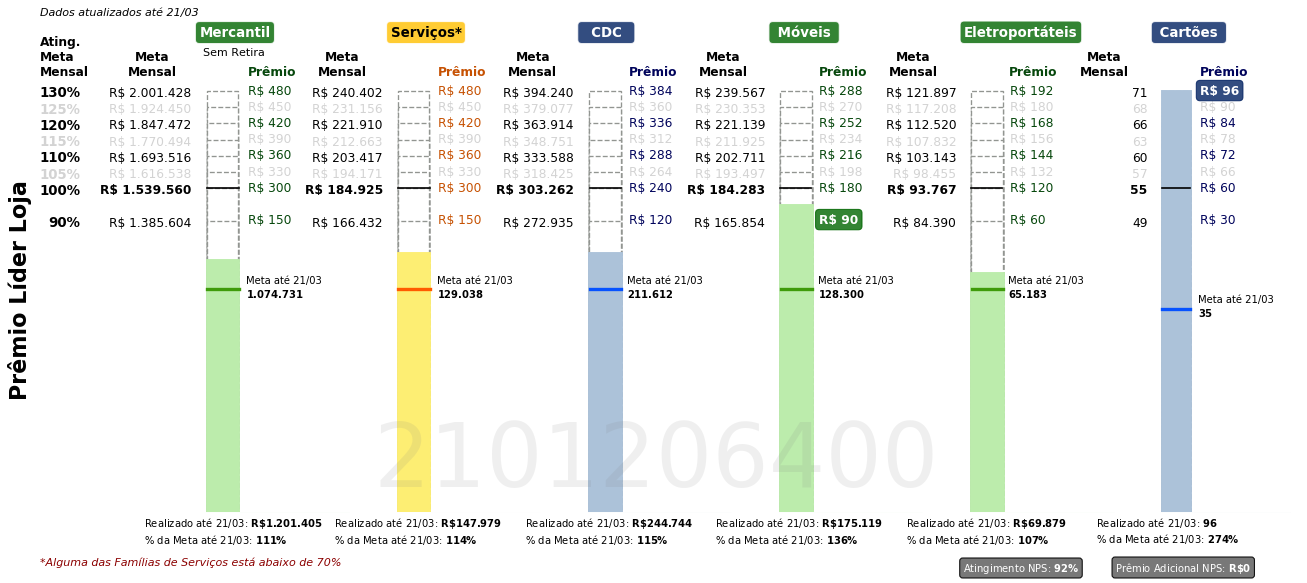 Dados atualizados até 21/03
Mercantil Serviços* CDC Móveis Eletroportáteis Cartões
Sem Retira
Ating. Meta Mensal Meta Mensal Prêmio Meta Mensal Prêmio Meta Mensal Prêmio Meta Mensal Prêmio Meta Mensal Prêmio Meta Mensal Prêmio
130% R$ 2.001.428 R$ 480 R$ 240.402 R$ 480 R$ 394.240 R$ 384 R$ 239.567 R$ 288 R$ 121.897 R$ 192 71 R$ 96
125% R$ 1.924.450 R$ 450 R$ 231.156 R$ 450 R$ 379.077 R$ 360 R$ 230.353 R$ 270 R$ 117.208 R$ 180 68 R$ 90
120% R$ 1.847.472 R$ 420 R$ 221.910 R$ 420 R$ 363.914 R$ 336 R$ 221.139 R$ 252 R$ 112.520 R$ 168 66 R$ 84
115% R$ 1.770.494 R$ 390 R$ 212.663 R$ 390 R$ 348.751 R$ 312 R$ 211.925 R$ 234 R$ 107.832 R$ 156 63 R$ 78
110% R$ 1.693.516 R$ 360 R$ 203.417 R$ 360 R$ 333.588 R$ 288 R$ 202.711 R$ 216 R$ 103.143 R$ 144 60 R$ 72
105% R$ 1.616.538 R$ 330 R$ 194.171 R$ 330 R$ 318.425 R$ 264 R$ 193.497 R$ 198 R$ 98.455 R$ 132 57 R$ 66
100% R$ 1.539.560 R$ 300 R$ 184.925 R$ 300 R$ 303.262 R$ 240 R$ 184.283 R$ 180 R$ 93.767 R$ 120 55 R$ 60
90% R$ 1.385.604 R$ 150 R$ 166.432 R$ 150 R$ 272.935 R$ 120 R$ 165.854 R$ 90 R$ 84.390 R$ 60 49 R$ 30
Prêmio Líder Loja
Meta até 21/03 Meta até 21/03 Meta até 21/03 Meta até 21/03 Meta até 21/03
1.074.731 129.038 211.612 128.300 65.183
Meta até 21/03
35
2101206400
Realizado até 21/03: R$1.201.405 Realizado até 21/03: R$147.979 Realizado até 21/03: R$244.744 Realizado até 21/03: R$175.119 Realizado até 21/03: R$69.879 Realizado até 21/03: 96
% da Meta até 21/03: 111% % da Meta até 21/03: 114% % da Meta até 21/03: 115% % da Meta até 21/03: 136% % da Meta até 21/03: 107% % da Meta até 21/03: 274%
*Alguma das Famílias de Serviços está abaixo de 70%
Atingimento NPS: 92% Prêmio Adicional NPS: R$0